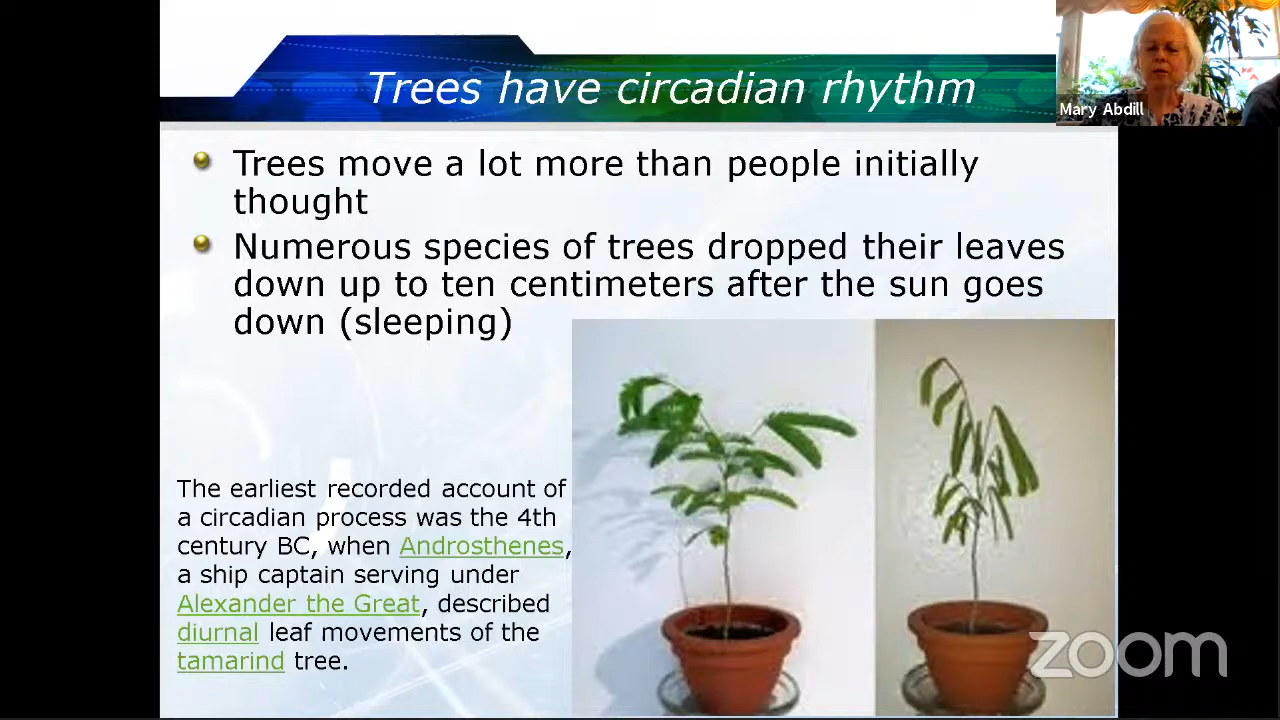 Trees have circadian rhythm
Mary Abdill
Trees move a lot more than people initially
thought
Numerous species of trees dropped their leaves
down up to ten centimeters after the sun goes
down (sleeping)
The earliest recorded account of
a circadian process was the 4th
century BC, when Androsthenes,
a ship captain serving under
Alexander the Great, described
diurnal leaf movements of the
tamarind tree.
zoom